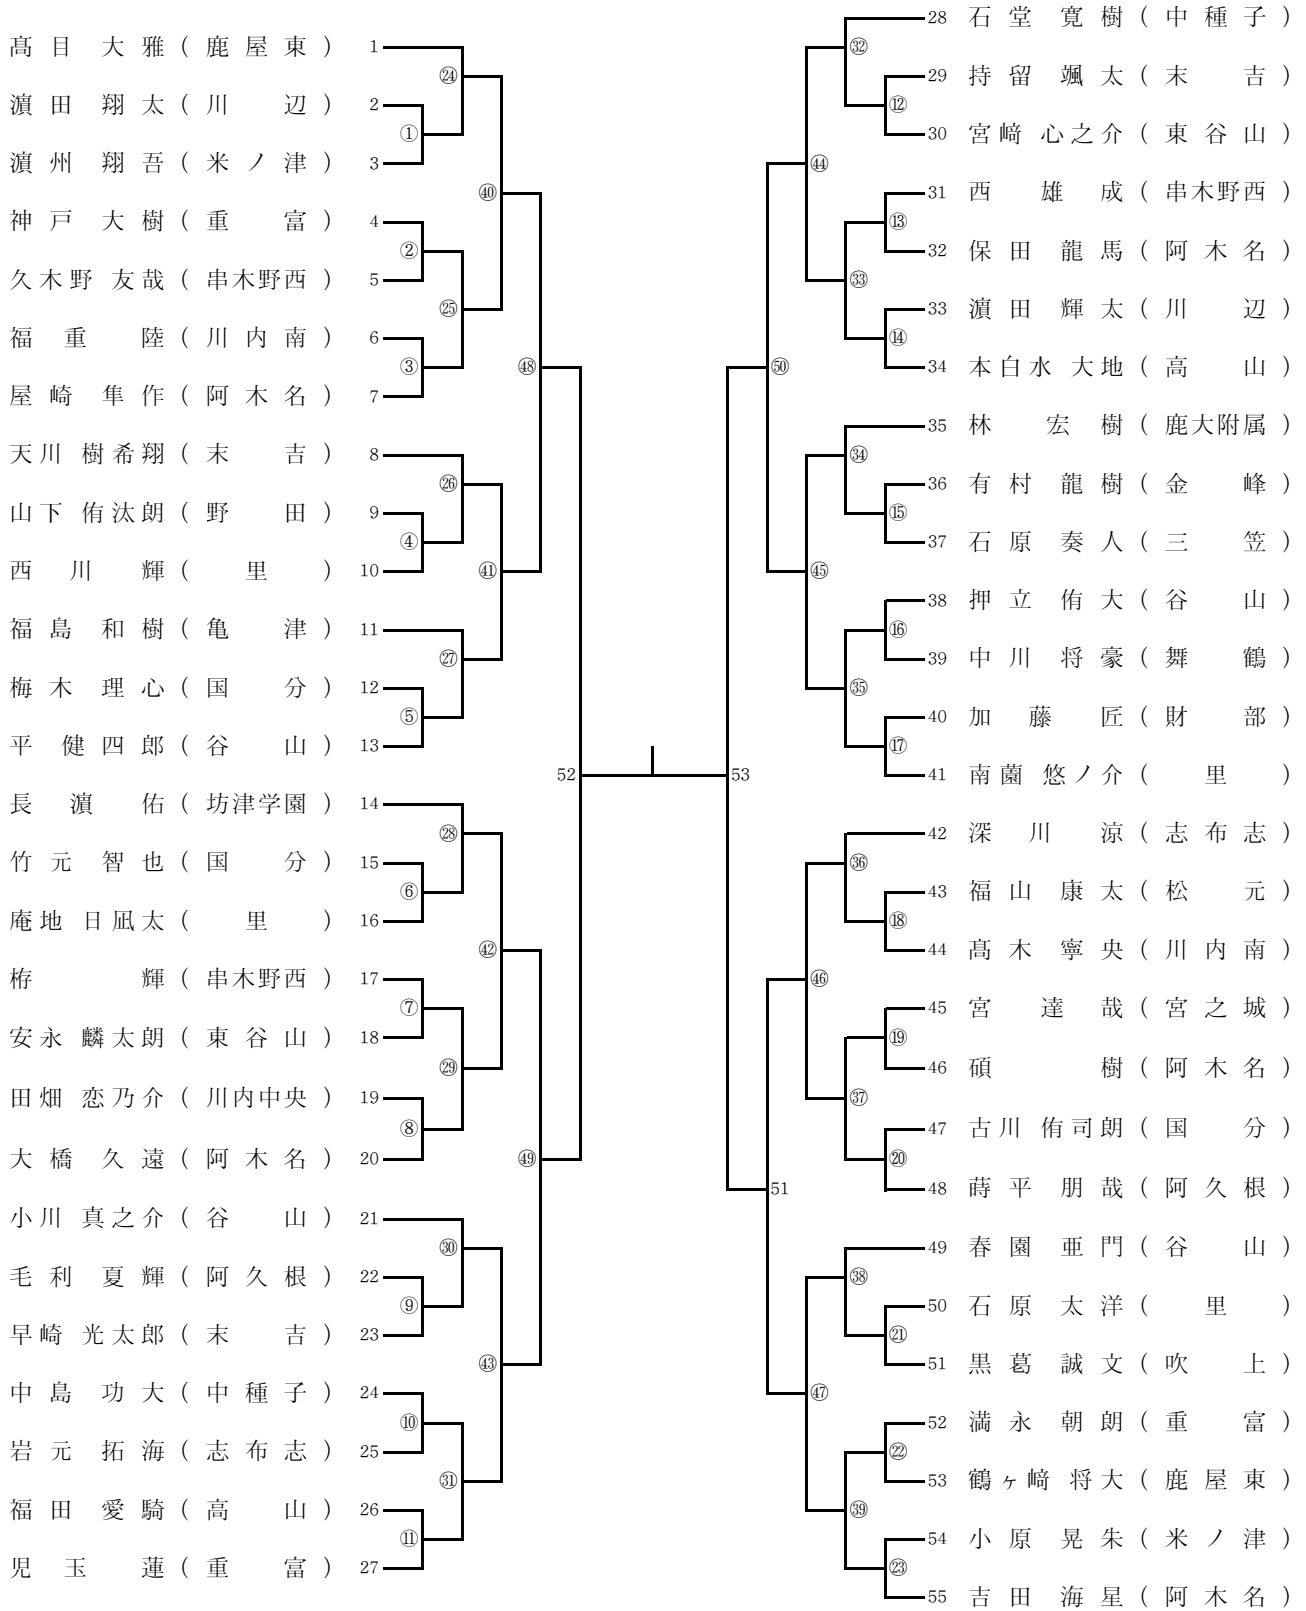 髙目 大雅 ( 鹿屋東 ) 1
濵田 翔太 ( 川辺 ) 2
濵州 翔吾 ( 米ノ津 ) 3
神戸 大樹 ( 重富 ) 4
久木野 友哉 ( 串木野西 ) 5
福重 陸 ( 川内南 ) 6
屋崎 隼作 ( 阿木名 ) 7
天川 樹希翔 ( 末吉 ) 8
山下 侑汰朗 ( 野田 ) 9
西川 輝 ( 里 ) 10
福島 和樹 ( 亀津 ) 11
梅木 理心 ( 国分 ) 12
平 健四郎 ( 谷山 ) 13
長濵 佑 ( 坊津学園 ) 14
竹元 智也 ( 国分 ) 15
庵地 日凪太 ( 里 ) 16
栫 輝 ( 串木野西 ) 17
安永 麟太朗 ( 東谷山 ) 18
田畑 恋乃介 ( 川内中央 ) 19
大橋 久遠 ( 阿木名 ) 20
小川 真之介 ( 谷山 ) 21
毛利 夏輝 ( 阿久根 ) 22
早崎 光太郎 ( 末吉 ) 23
中島 功大 ( 中種子 ) 24
岩元 拓海 ( 志布志 ) 25
福田 愛騎 ( 高山 ) 26
児玉 蓮 ( 重富 ) 27
①
②
③
④
⑤
⑥
⑦
⑧
⑨
⑩
⑪
㉔
㉕
㉖
㉗
㉘
㉙
㉚
㉛
㊵
㊶
㊷
㊸
㊽
㊾
52
53
㊿
51
㊹
㊺
㊻
㊼
㉜
㉝
㉞
㉟
㊱
㊲
㊳
㊴
⑫
⑬
⑭
⑮
⑯
⑰
⑱
⑲
⑳
㉑
㉒
㉓
28 石堂 寛樹 ( 中種子 )
29 持留 颯太 ( 末吉 )
30 宮﨑 心之介 ( 東谷山 )
31 西 雄成 ( 串木野西 )
32 保田 龍馬 ( 阿木名 )
33 濵田 輝太 ( 川辺 )
34 本白水 大地 ( 高山 )
35 林 宏樹 ( 鹿大附属 )
36 有村 龍樹 ( 金峰 )
37 石原 奏人 ( 三笠 )
38 押立 侑大 ( 谷山 )
39 中川 将豪 ( 舞鶴 )
40 加藤 匠 ( 財部 )
41 南薗 悠ノ介 ( 里 )
42 深川 涼 ( 志布志 )
43 福山 康太 ( 松元 )
44 髙木 寧央 ( 川内南 )
45 宮 達哉 ( 宮之城 )
46 碩 樹 ( 阿木名 )
47 古川 侑司朗 ( 国分 )
48 蒔平 朋哉 ( 阿久根 )
49 春園 亜門 ( 谷山 )
50 石原 太洋 ( 里 )
51 黒葛 誠文 ( 吹上 )
52 満永 朝朗 ( 重富 )
53 鶴ヶ﨑 将大 ( 鹿屋東 )
54 小原 晃朱 ( 米ノ津 )
55 吉田 海星 ( 阿木名 )